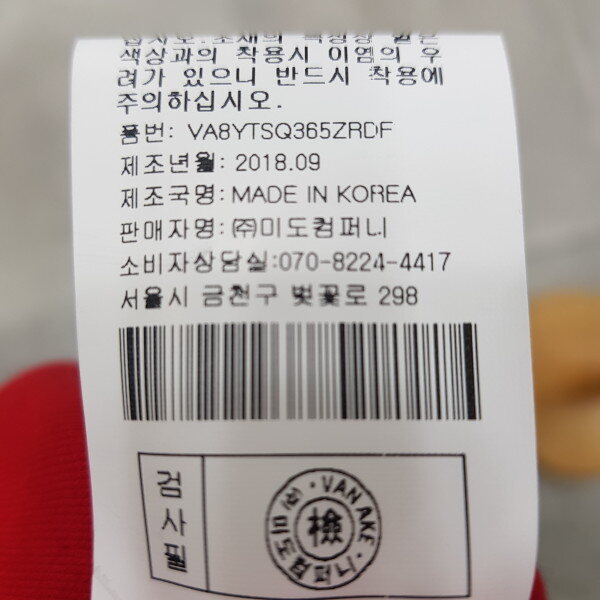 색상과의 착용시 이염의 우
려가 있으니 반드시 착용에
주의하십시오.
품번: VA8YTSQ365ZRDF
제조년월: 2018.09
제조국명: MADE IN KOREA
판매자명: ㈜미도컴퍼니
소비자상담실:070-8224-4417
서울시 금천구 벚꽃로 298
검사필
VAN AKE
檢
㈜미도컴퍼니